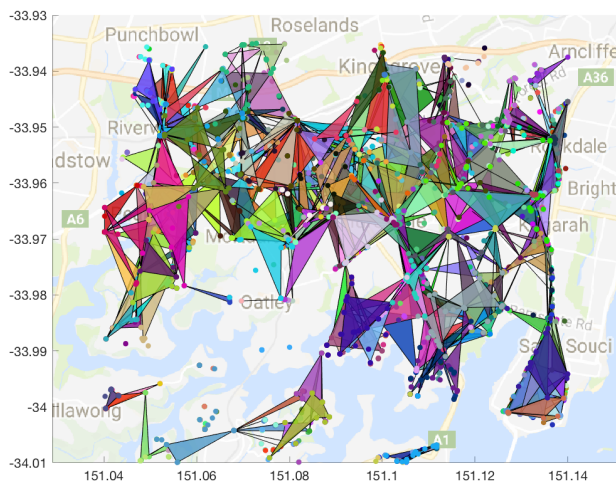 -33.93
Punchbowl
Roselands
Arncliffe
-33.94
A36
-33.95
Riverw
Rockdale
dstow
-33.96
Bright
A6
-33.97
-33.98
Oatley
-33.99
Sans Souci
-34
llawong
A1
-34.01
151.04
151.06
151.08
151.1
151.12
151.14